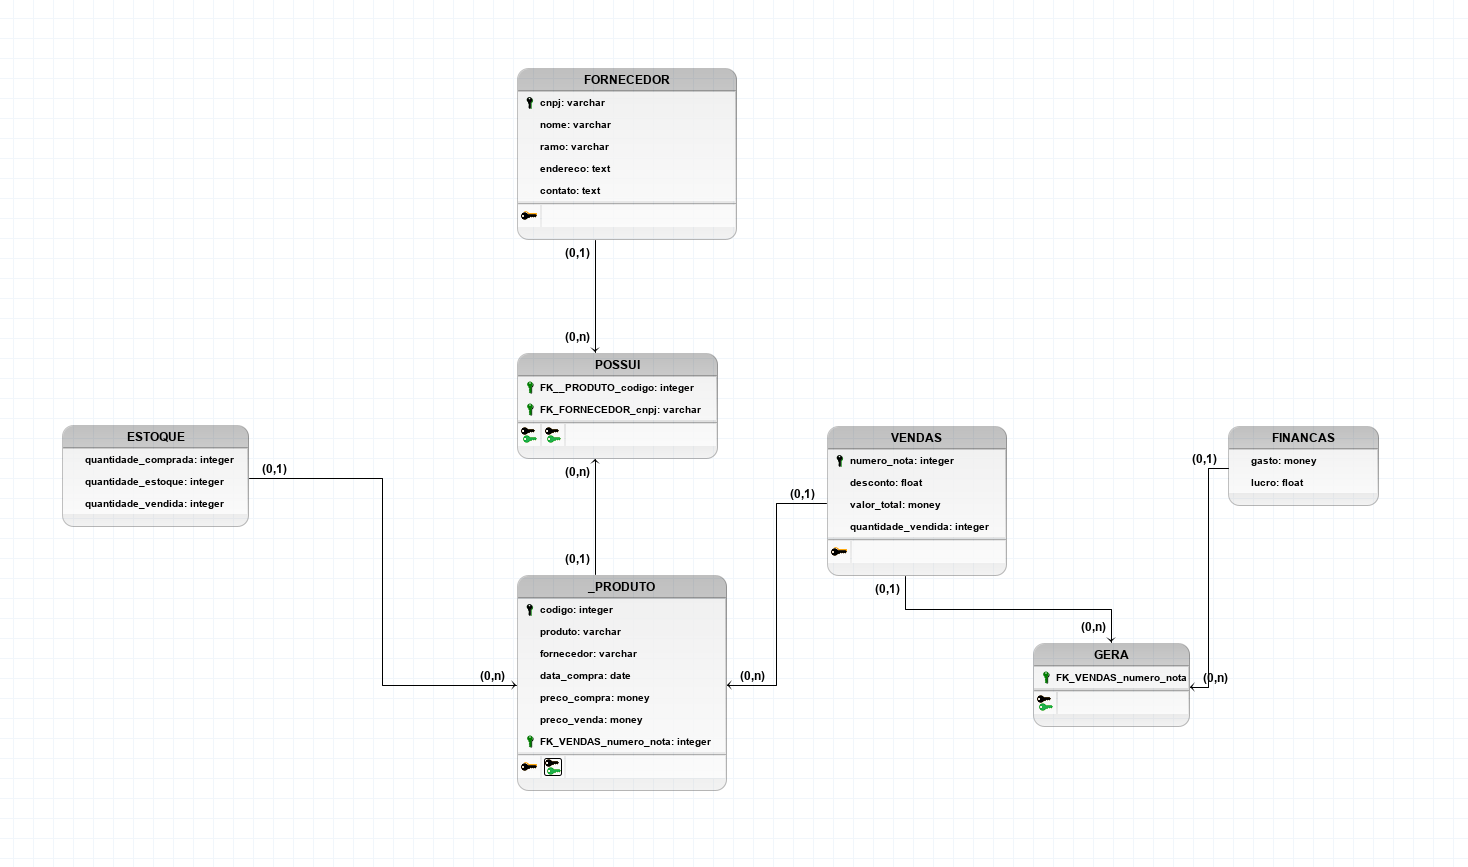 FORNECEDOR
cnpj: varchar
nome: varchar
ramo: varchar
endereco: text
contato: text
(0,1)
(0,n)
POSSUI
FK__PRODUTO_codigo: integer
FK_FORNECEDOR_cnpj: varchar
(0,n)
(0,1)
ESTOQUE
quantidade_comprada: integer
quantidade_estoque: integer
quantidade_vendida: integer
(0,1)
(0,n)
_PRODUTO
codigo: integer
produto: varchar
fornecedor: varchar
data_compra: date
preco_compra: money
preco_venda: money
FK_VENDAS_numero_nota: integer
(0,n)
(0,1)
VENDAS
numero_nota: integer
desconto: float
valor_total: money
quantidade_vendida: integer
(0,1)
(0,n)
GERA
FK_VENDAS_numero_nota
(0,n)
(0,1)
FINANCAS
gasto: money
lucro: float